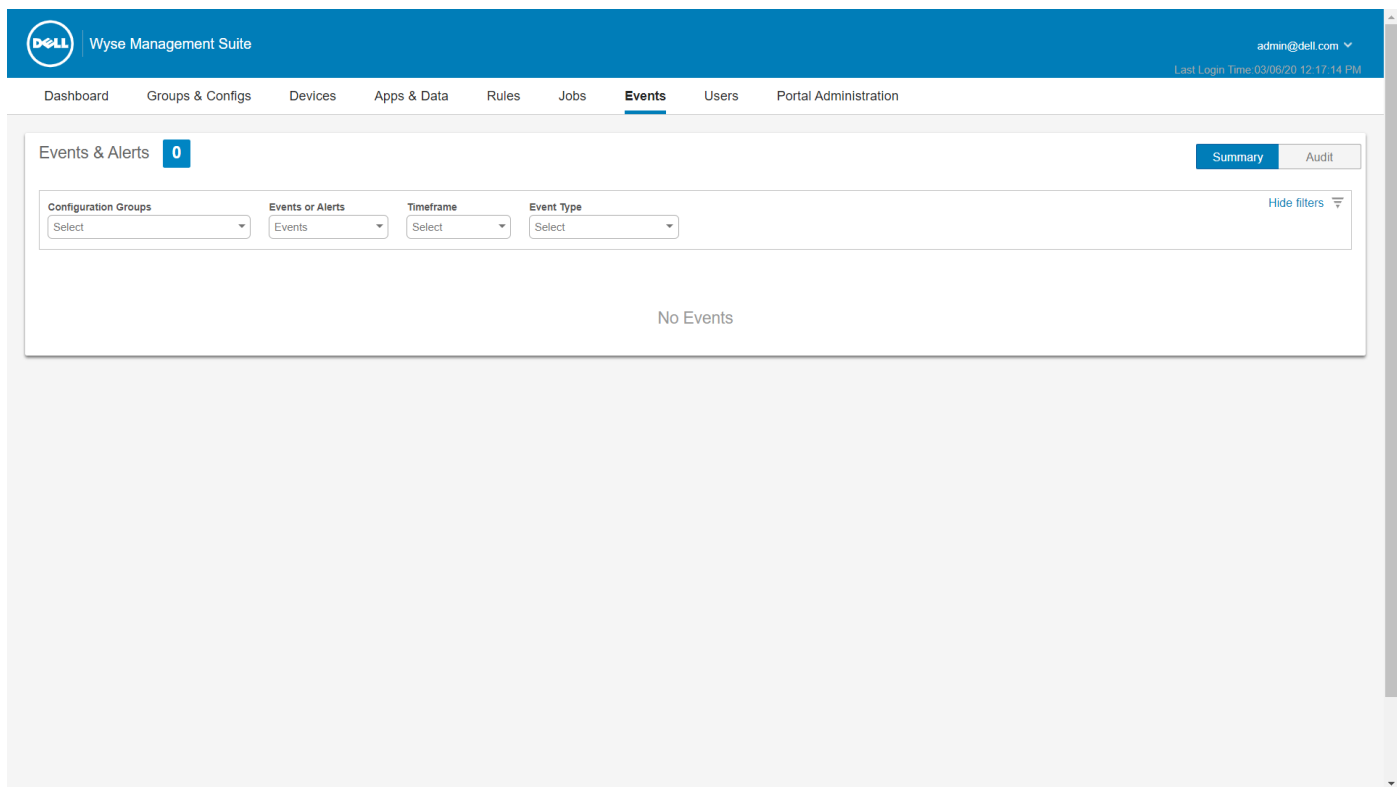 DELL Wyse Management Suite
admin@dell.com
Last Login Time:03/06/20 12:17:14 PM
Dashboard Groups & Configs Devices Apps & Data Rules Jobs Events Users Portal Administration
Events & Alerts 0 Summary Audit
Configuration Groups Events or Alerts Timeframe Event Type Hide filters
Select Events Select Select
No Events